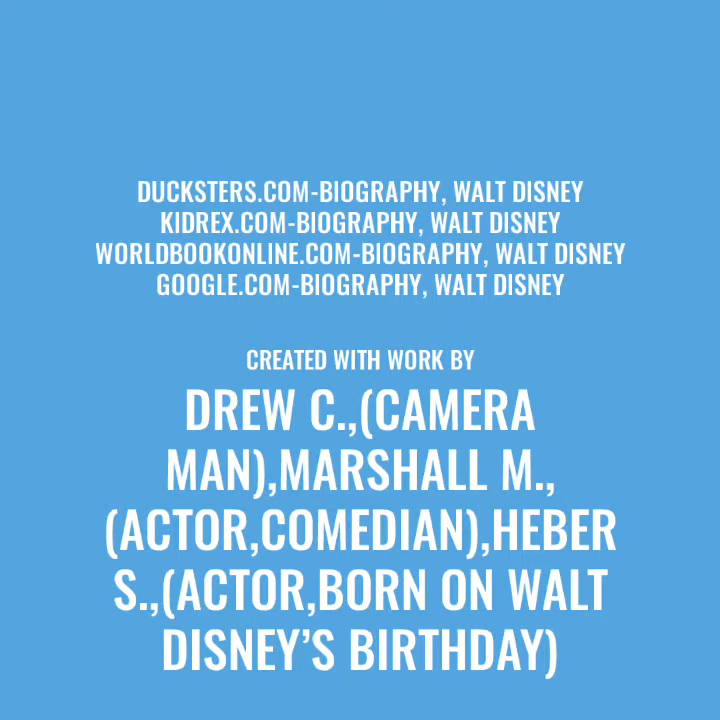 DUCKSTERS.COM-BIOGRAPHY, WALT DISNEY
KIDREX.COM-BIOGRAPHY, WALT DISNEY
WORLDBOOKONLINE.COM-BIOGRAPHY, WALT DISNEY
GOOGLE.COM-BIOGRAPHY, WALT DISNEY
CREATED WITH WORK BY
DREW C.,(CAMERA
MAN),MARSHALL M.,
(ACTOR,COMEDIAN),HEBER
S.,(ACTOR,BORN ON WALT
DISNEY’S BIRTHDAY)